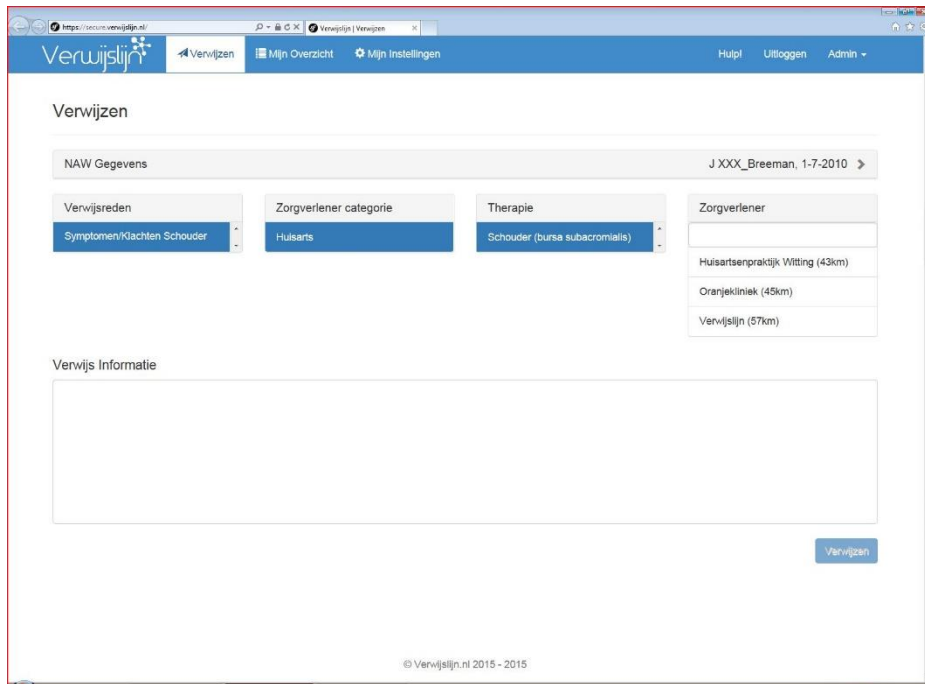 https://secure.verwijslijn.nl/
Verwijslijn | Verwijzen
Verwijslijn
Verwijzen
Mijn Overzicht
Mijn Instellingen
Hulp!
Uitloggen
Admin
Verwijzen
NAW Gegevens
J XXX_Breeman, 1-7-2010
Verwijsreden
Symptomen/Klachten Schouder
Zorgverlener categorie
Huisarts
Therapie
Schouder (bursa subacromialis)
Zorgverlener
Huisartsenpraktijk Witting (43km)
Oranjekliniek (45km)
Verwijslijn (57km)
Verwijs Informatie
Verwijzen
© Verwijslijn.nl 2015 - 2015